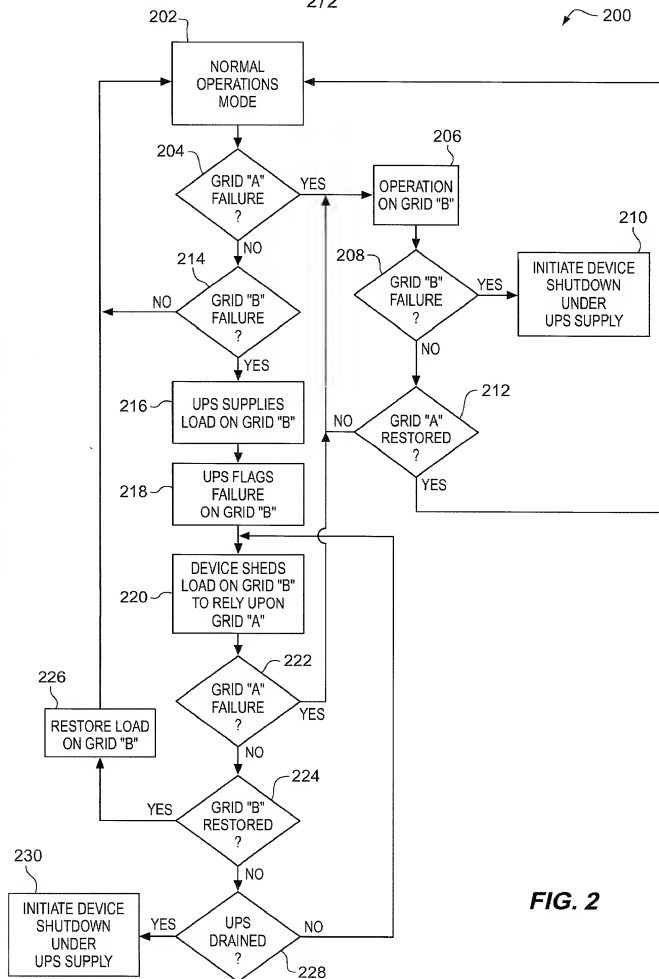 2/2
200
202
NORMAL
OPERATIONS
MODE
204
GRID "A"
FAILURE
?
YES
NO
206
OPERATION
ON GRID "B"
208
GRID "B"
FAILURE
?
YES
NO
210
INITIATE DEVICE
SHUTDOWN
UNDER
UPS SUPPLY
212
GRID "A"
RESTORED
?
NO
YES
214
GRID "B"
FAILURE
?
NO
YES
216
UPS SUPPLIES
LOAD ON GRID "B"
218
UPS FLAGS
FAILURE
ON GRID "B"
220
DEVICE SHEDS
LOAD ON GRID "B"
TO RELY UPON
GRID "A"
222
GRID "A"
FAILURE
?
YES
NO
224
GRID "B"
RESTORED
?
YES
NO
226
RESTORE LOAD
ON GRID "B"
228
UPS
DRAINED
?
YES
NO
230
INITIATE DEVICE
SHUTDOWN
UNDER
UPS SUPPLY
FIG. 2